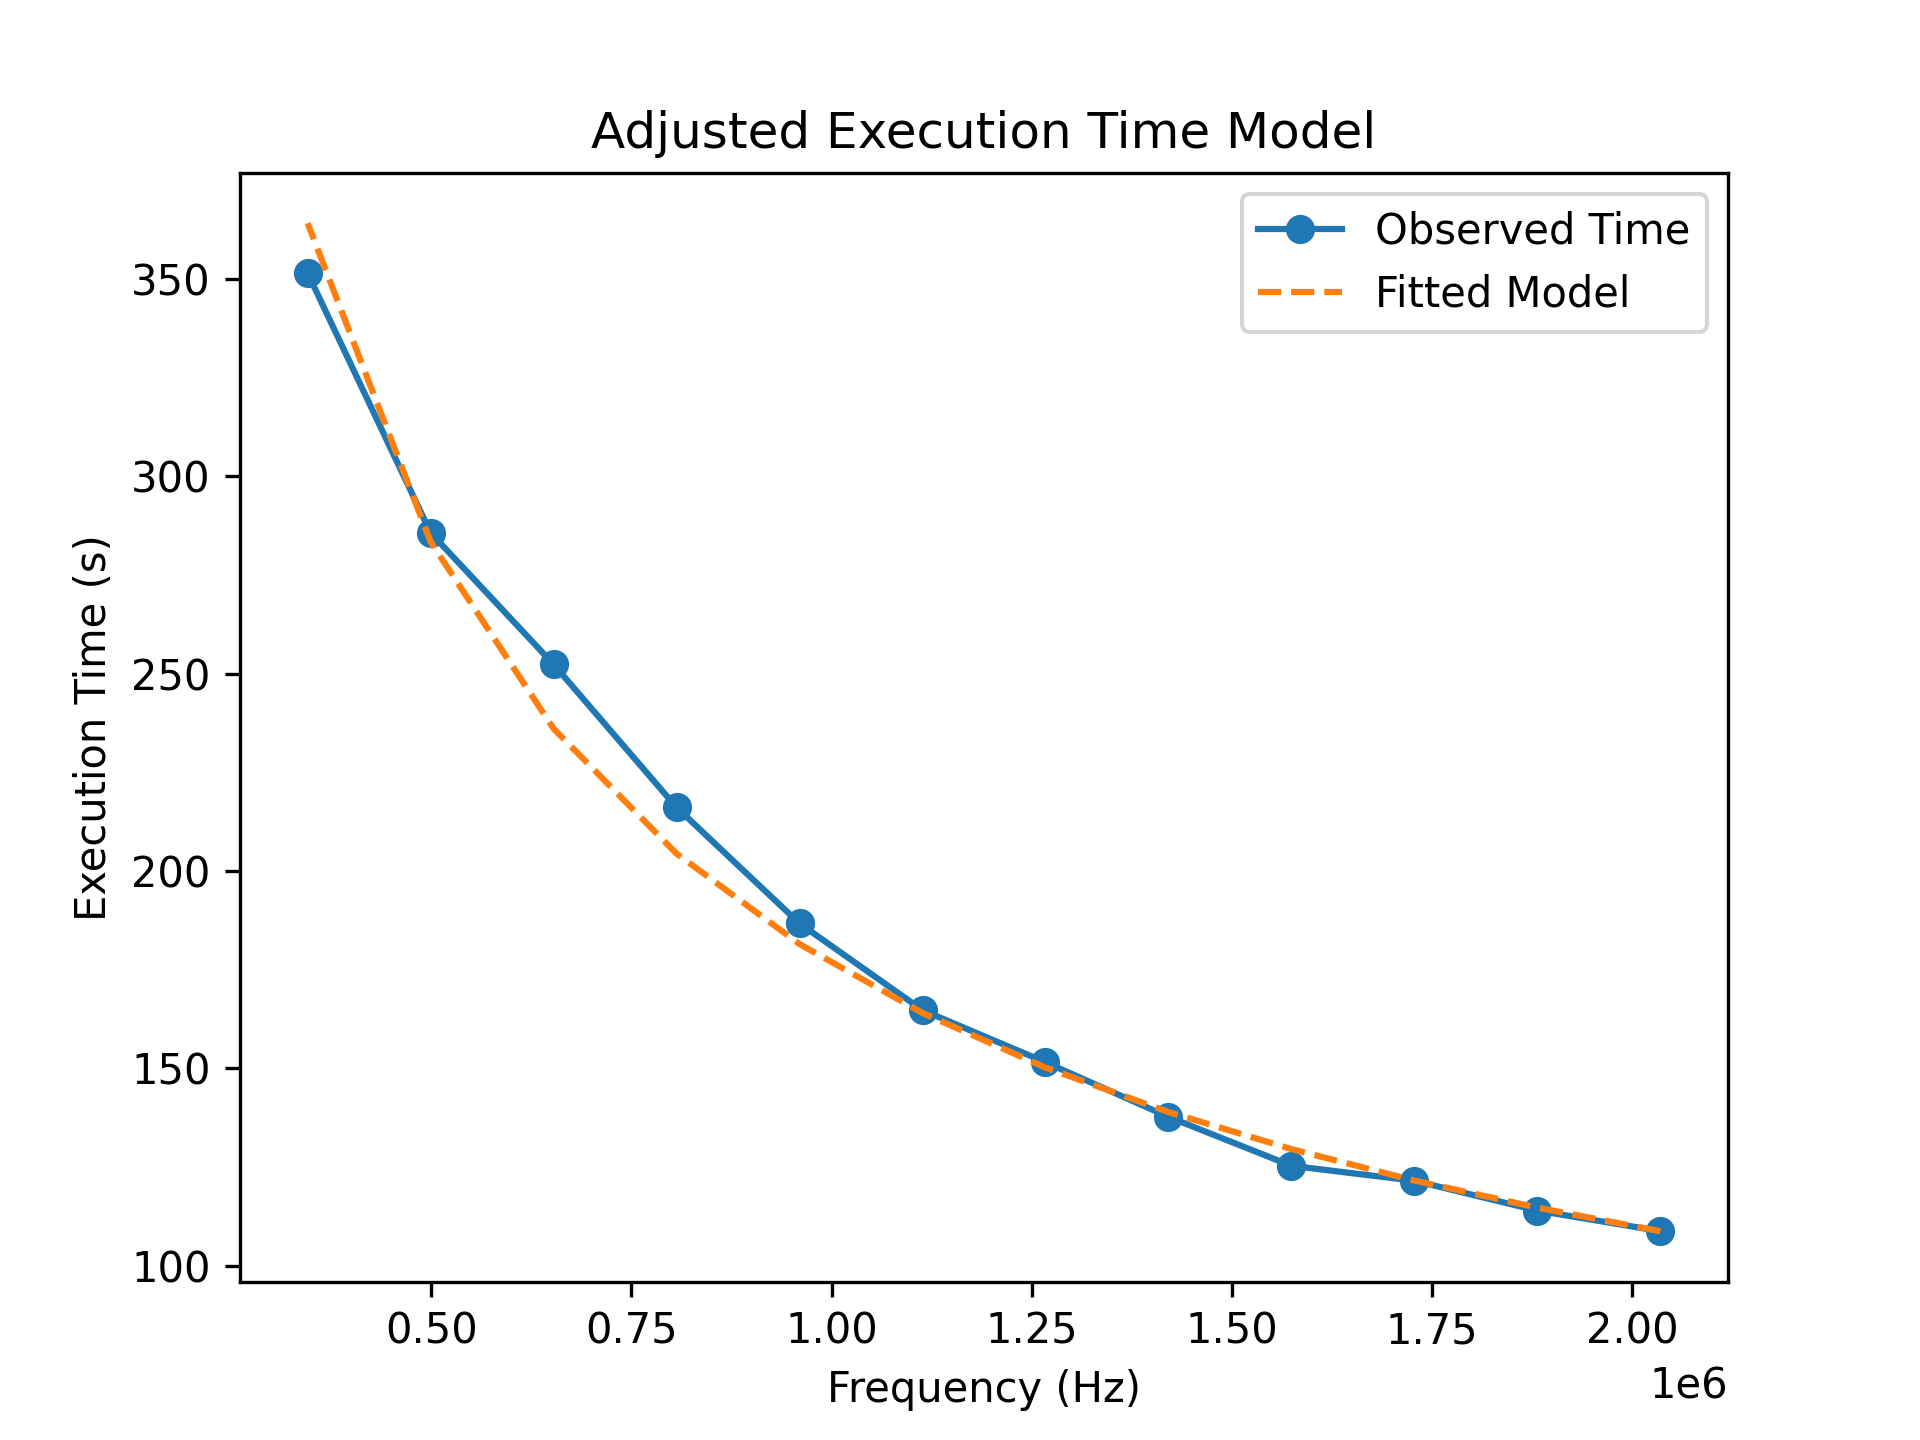 Adjusted Execution Time Model
Observed Time
Fitted Model
350
300
250
200
150
100
Execution Time (s)
0.50 0.75 1.00 1.25 1.50 1.75 2.00
1e6
Frequency (Hz)